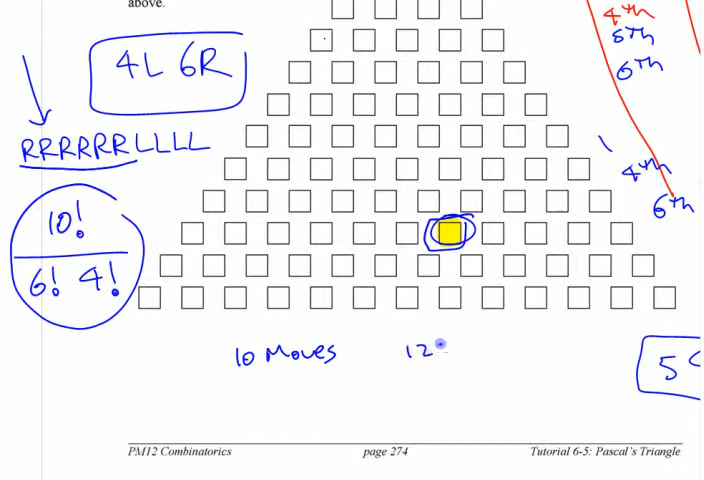 above.
4L 6R
RRRRRRLLLL
10!
6! 4!
4th
5th
6th
4th
6th
10 Moves 12
5
PM12 Combinatorics page 274 Tutorial 6-5: Pascal's Triangle